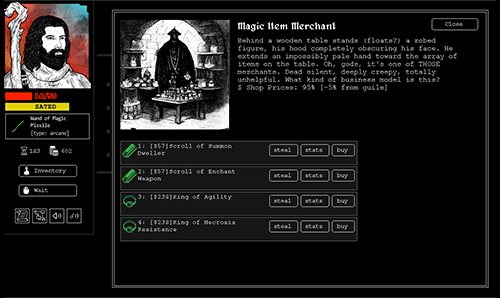 Magic Item Merchant
Close
Behind a wooden table stands (floats?) a robed
figure, his hood completely obscuring his face. He
extends an impossibly pale hand toward the array of
items on the table. Oh, gods, it's one of THOSE
merchants. Dead silent, deeply creepy, totally
unhelpful. What kind of business model is this?
$ Shop Prices: 95% [-5% from guile]
SATED
Wand of Magic
Missile
[type: arcane]
183
602
Inventory
Wait
1: [$57]Scroll of Summon
Dweller
steal
stats
buy
2: [$57]Scroll of Enchant
Weapon
steal
stats
buy
3: [$238]Ring of Agility
steal
stats
buy
4: [$238]Ring of Necrosis
Resistance
steal
stats
buy